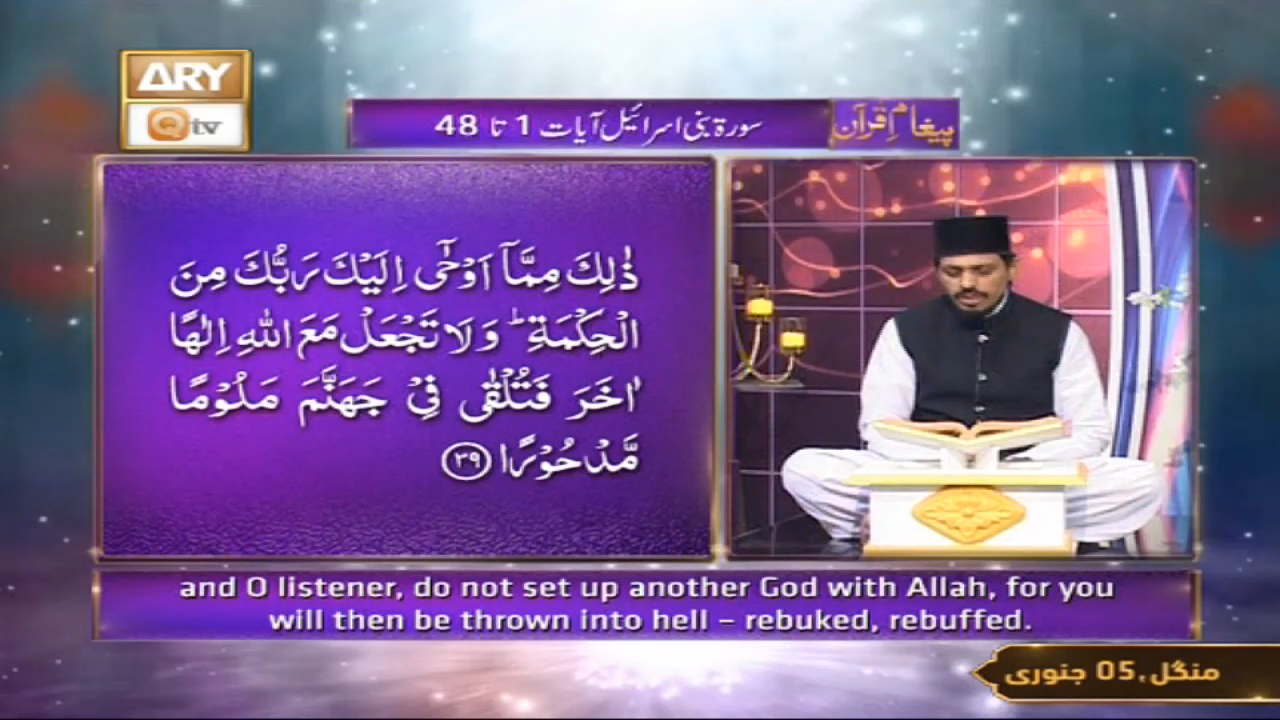 ARY
Qtv
پیغامِ قرآن
سورۃ بنی اسرائیل آیات 1 تا 48
ذٰلِكَ مِمَّاۤ اَوْحٰۤى اِلَيْكَ رَبُّكَ مِنَ
الْحِكْمَةِ ؕ وَلَا تَجْعَلْ مَعَ اللّٰهِ اِلٰهًا
اٰخَرَ فَتُلْقٰى فِيْ جَهَنَّمَ مَلُوْمًا
مَّدْحُوْرًا ۝۳۹
and O listener, do not set up another God with Allah, for you
will then be thrown into hell – rebuked, rebuffed.
منگل, 05 جنوری